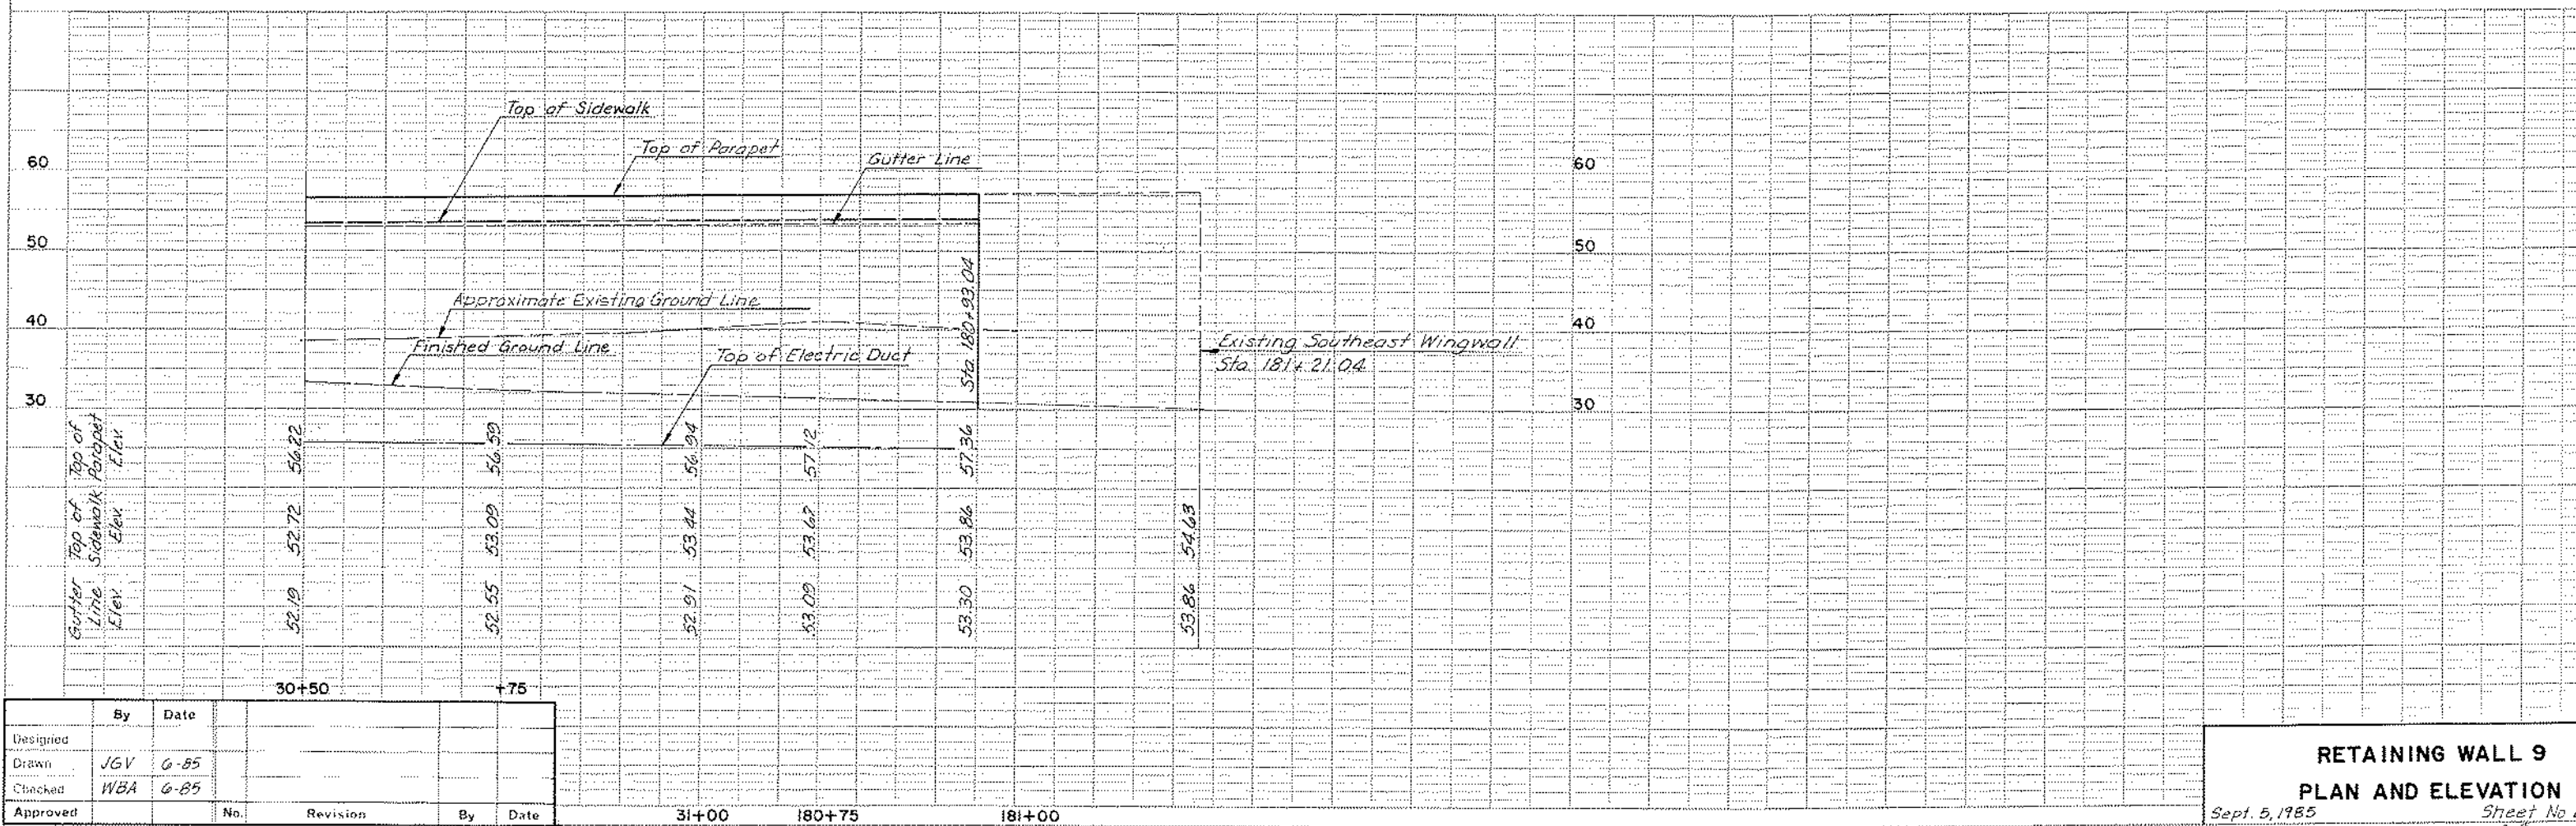 Top of Sidewalk
Top of Parapet
Gutter Line
60
60
50
50
Sta 180+93.04
Approximate Existing Ground Line
40
40
Finished Ground Line
Top of Electric Duct
Existing Southeast Wingwall
Sta 181+21.04
30
30
Top of
Parapet
Elev.
56.22
56.59
56.94
57.12
57.36
Top of
Sidewalk
Elev.
52.72
53.09
53.44
53.67
53.86
54.63
Gutter
Line
Elev.
52.19
52.55
52.91
53.09
53.30
53.86
30+50
+75
By Date
Designed
Drawn JGV 6-85
Checked WBA 6-85
Approved No. Revision By Date
31+00
180+75
181+00
RETAINING WALL 9
PLAN AND ELEVATION
Sept. 5, 1985 Sheet No